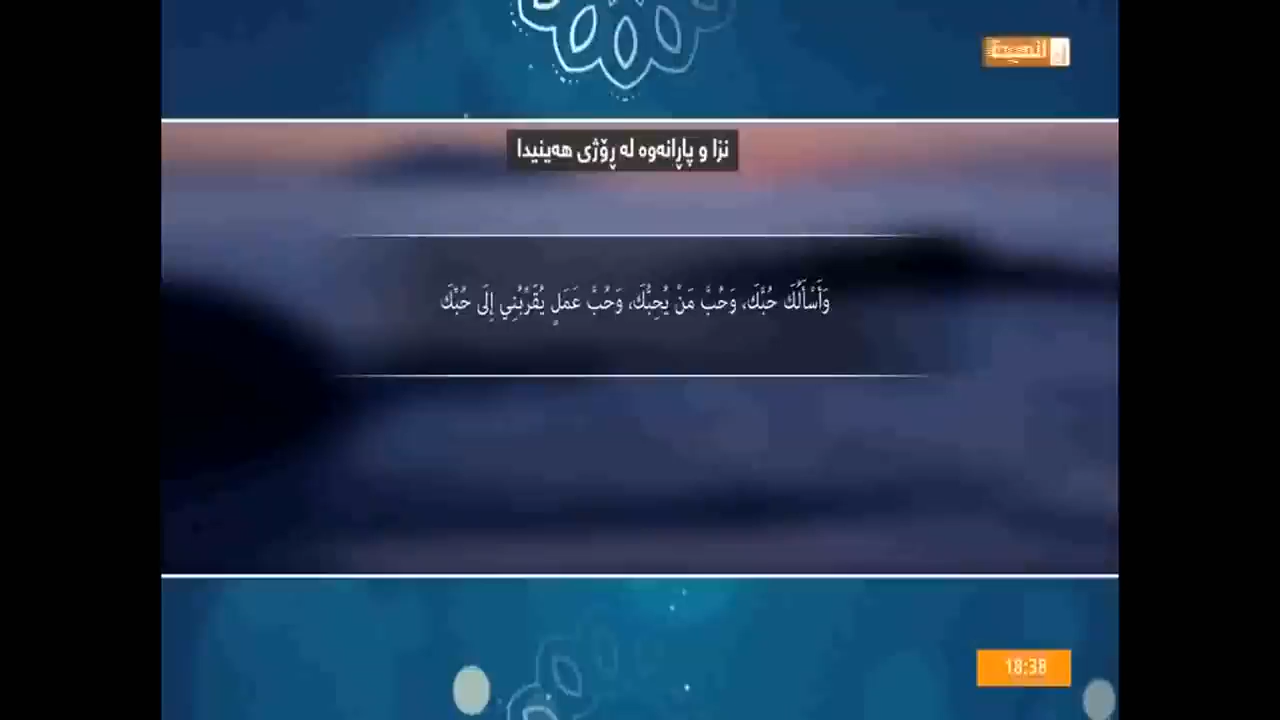 نزا و پاڕانەوە لە ڕۆژی هەینیدا
وَأَسْأَلُكَ حُبَّكَ، وَحُبَّ مَنْ يُحِبُّكَ، وَحُبَّ عَمَلٍ يُقَرِّبُنِي إِلَى حُبِّكَ
18:38